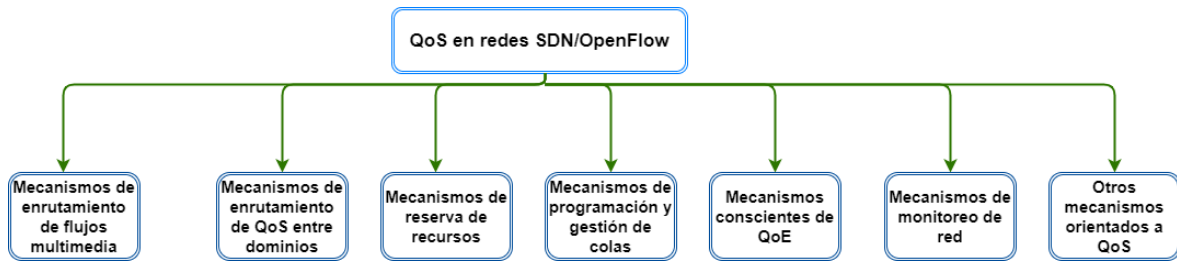 QoS en redes SDN/OpenFlow
Mecanismos de
enrutamiento
de flujos
multimedia
Mecanismos de
enrutamiento
de QoS entre
dominios
Mecanismos
de reserva de
recursos
Mecanismos de
programación y
gestión de
colas
Mecanismos
conscientes de
QoE
Mecanismos de
monitoreo de
red
Otros
mecanismos
orientados a
QoS